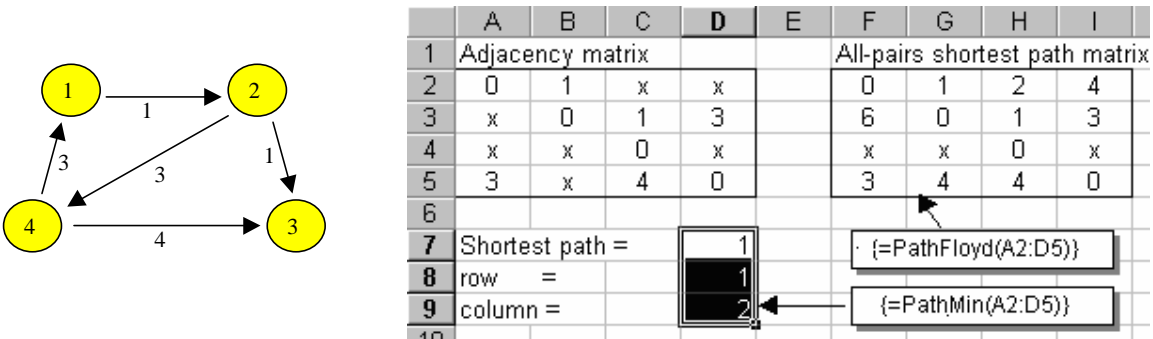 1
2
1
3
3
1
4
3
4
A B C D E F G H I
1 Adjacency matrix All-pairs shortest path matrix
2 0 1 x x 0 1 2 4
3 x 0 1 3 6 0 1 3
4 x x 0 x x x 0 x
5 3 x 4 0 3 4 4 0
6
7 Shortest path = 1 {=PathFloyd(A2:D5)}
8 row = 1
9 column = 2 {=PathMin(A2:D5)}
10